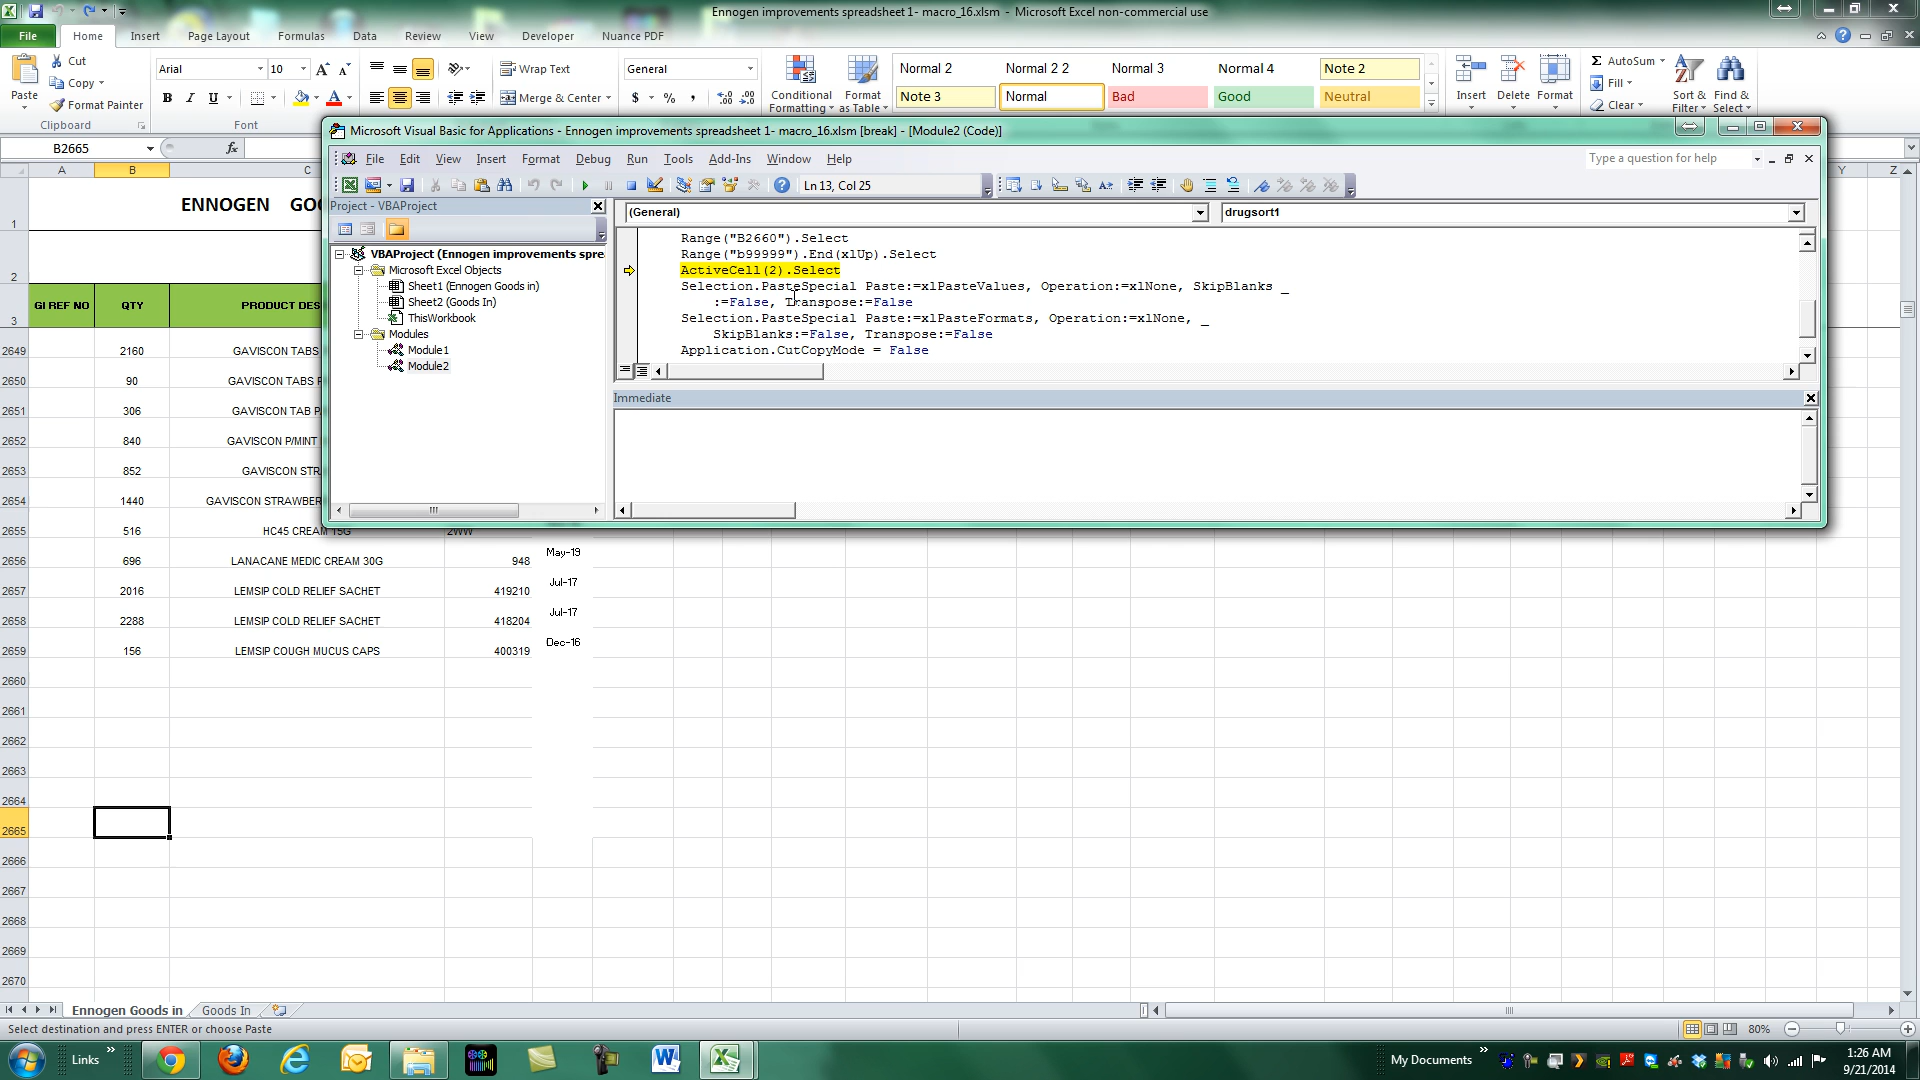 Ennogen improvements spreadsheet 1- macro_16.xlsm - Microsoft Excel non-commercial use
File Home Insert Page Layout Formulas Data Review View Developer Nuance PDF
Paste
Cut
Copy
Format Painter
Clipboard
Arial 10
B I U
Font
Wrap Text
Merge & Center
General
$ % ,
Conditional Formatting
Format as Table
Normal 2 Normal 2 2 Normal 3 Normal 4 Note 2
Note 3 Normal Bad Good Neutral
Insert Delete Format
Σ AutoSum
Fill
Clear
Sort & Filter
Find & Select
B2665 fx
Microsoft Visual Basic for Applications - Ennogen improvements spreadsheet 1- macro_16.xlsm [break] - [Module2 (Code)]
File Edit View Insert Format Debug Run Tools Add-Ins Window Help
Type a question for help
Ln 13, Col 25
Project - VBAProject
VBAProject (Ennogen improvements spre
Microsoft Excel Objects
Sheet1 (Ennogen Goods in)
Sheet2 (Goods In)
ThisWorkbook
Modules
Module1
Module2
(General) drugsort1
Range("B2660").Select
Range("b99999").End(xlUp).Select
ActiveCell(2).Select
Selection.PasteSpecial Paste:=xlPasteValues, Operation:=xlNone, SkipBlanks _
:=False, Transpose:=False
Selection.PasteSpecial Paste:=xlPasteFormats, Operation:=xlNone, _
SkipBlanks:=False, Transpose:=False
Application.CutCopyMode = False
Immediate
A B C Y Z
1 ENNOGEN GOO
2
3 GI REF NO QTY PRODUCT DES
2649 2160 GAVISCON TABS
2650 90 GAVISCON TABS P
2651 306 GAVISCON TAB P
2652 840 GAVISCON P/MINT
2653 852 GAVISCON STR
2654 1440 GAVISCON STRAWBER
2655 516 HC45 CREAM 15G 2WW
2656 696 LANACANE MEDIC CREAM 30G 948 May-19
2657 2016 LEMSIP COLD RELIEF SACHET 419210 Jul-17
2658 2288 LEMSIP COLD RELIEF SACHET 418204 Jul-17
2659 156 LEMSIP COUGH MUCUS CAPS 400319 Dec-16
2660
2661
2662
2663
2664
2665
2666
2667
2668
2669
2670
Ennogen Goods in Goods In
Select destination and press ENTER or choose Paste
80%
Links
My Documents
1:26 AM
9/21/2014